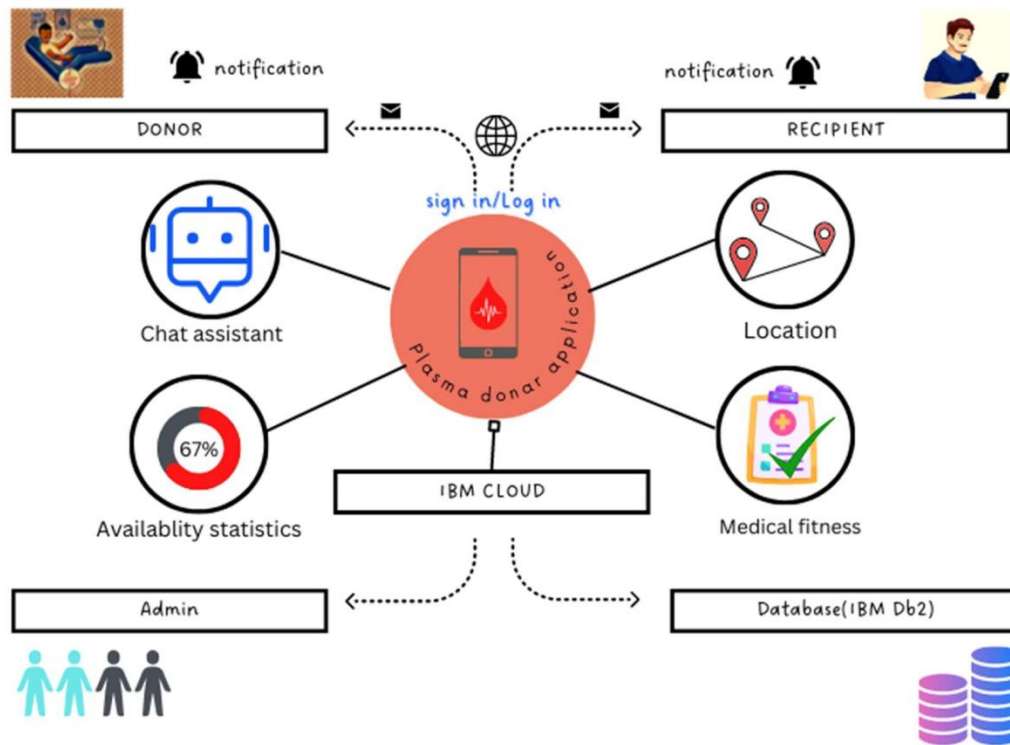 notification
notification
DONOR
RECIPIENT
sign in/Log in
Plasma donar application
Chat assistant
Location
67%
Availablity statistics
IBM CLOUD
Medical fitness
Admin
Database(IBM Db2)